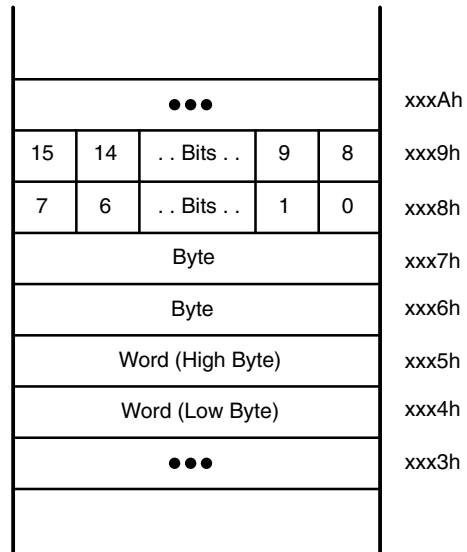 ●●● xxxAh
15 14 . . Bits . . 9 8 xxx9h
7 6 . . Bits . . 1 0 xxx8h
Byte xxx7h
Byte xxx6h
Word (High Byte) xxx5h
Word (Low Byte) xxx4h
●●● xxx3h